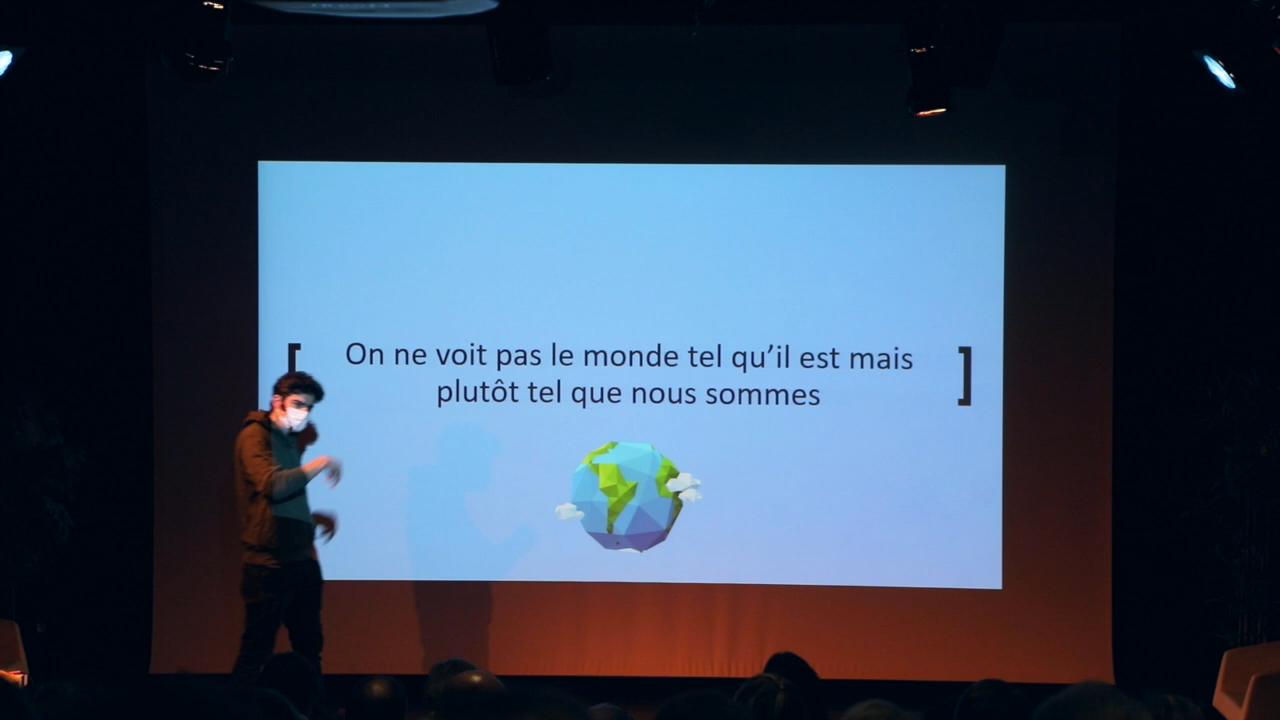 [ On ne voit pas le monde tel qu’il est mais ]
plutôt tel que nous sommes